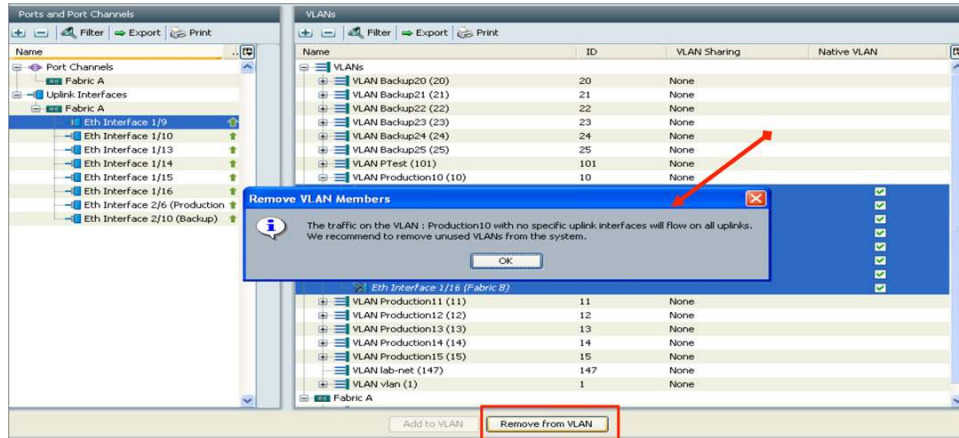 Ports and Port Channels
Filter
Export
Print
Name
Port Channels
Fabric A
Uplink Interfaces
Fabric A
Eth Interface 1/9
Eth Interface 1/10
Eth Interface 1/13
Eth Interface 1/14
Eth Interface 1/15
Eth Interface 1/16
Eth Interface 2/6 (Production
Eth Interface 2/10 (Backup)
VLANs
Filter
Export
Print
Name ID VLAN Sharing Native VLAN
VLANs
VLAN Backup20 (20) 20 None
VLAN Backup21 (21) 21 None
VLAN Backup22 (22) 22 None
VLAN Backup23 (23) 23 None
VLAN Backup24 (24) 24 None
VLAN Backup25 (25) 25 None
VLAN PTest (101) 101 None
VLAN Production10 (10) 10 None
Remove VLAN Members
The traffic on the VLAN : Production10 with no specific uplink interfaces will flow on all uplinks.
We recommend to remove unused VLANs from the system.
OK
Eth Interface 1/16 (Fabric B)
VLAN Production11 (11) 11 None
VLAN Production12 (12) 12 None
VLAN Production13 (13) 13 None
VLAN Production14 (14) 14 None
VLAN Production15 (15) 15 None
VLAN lab-net (147) 147 None
VLAN vlan (1) 1 None
Fabric A
Add to VLAN
Remove from VLAN